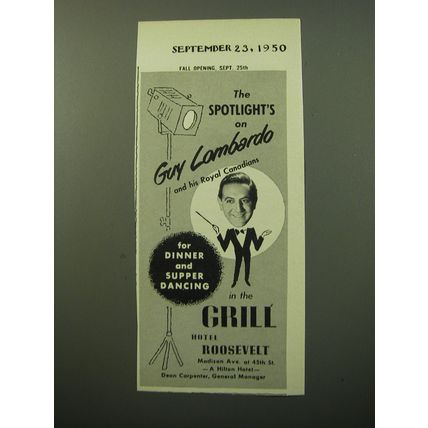 SEPTEMBER 23, 1950
FALL OPENING, SEPT. 25th
The
SPOTLIGHT'S
on
Guy Lombardo
and his Royal Canadians
for
DINNER
and
SUPPER
DANCING
in the
GRILL
HOTEL
ROOSEVELT
Madison Ave. at 45th St.
—A Hilton Hotel—
Dean Carpenter, General Manager